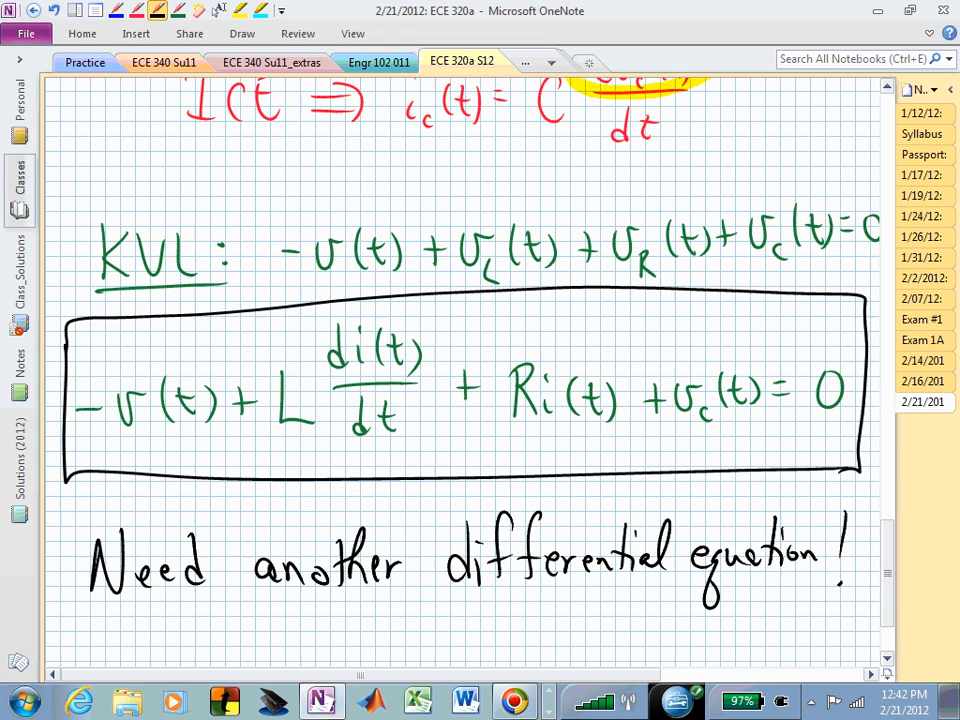 2/21/2012: ECE 320a - Microsoft OneNote
File Home Insert Share Draw Review View
Practice ECE 340 Su11 ECE 340 Su11_extras Engr 102 011 ECE 320a S12 ... Search All Notebooks (Ctrl+E)
N..
Personal
Classes
Class_Solutions
Notes
Solutions (2012)
1/12/12:
Syllabus
Passport:
1/17/12:
1/19/12:
1/24/12:
1/26/12:
1/31/12:
2/2/2012:
2/07/12:
Exam #1
Exam 1A
2/14/201
2/16/201
2/21/201
i_c(t) =
dt
KVL: -v(t) + v_L(t) + v_R(t) + v_c(t) = 0
-v(t) + L di(t)/dt + Ri(t) + v_c(t) = 0
Need another differential equation!
97%
12:42 PM
2/21/2012